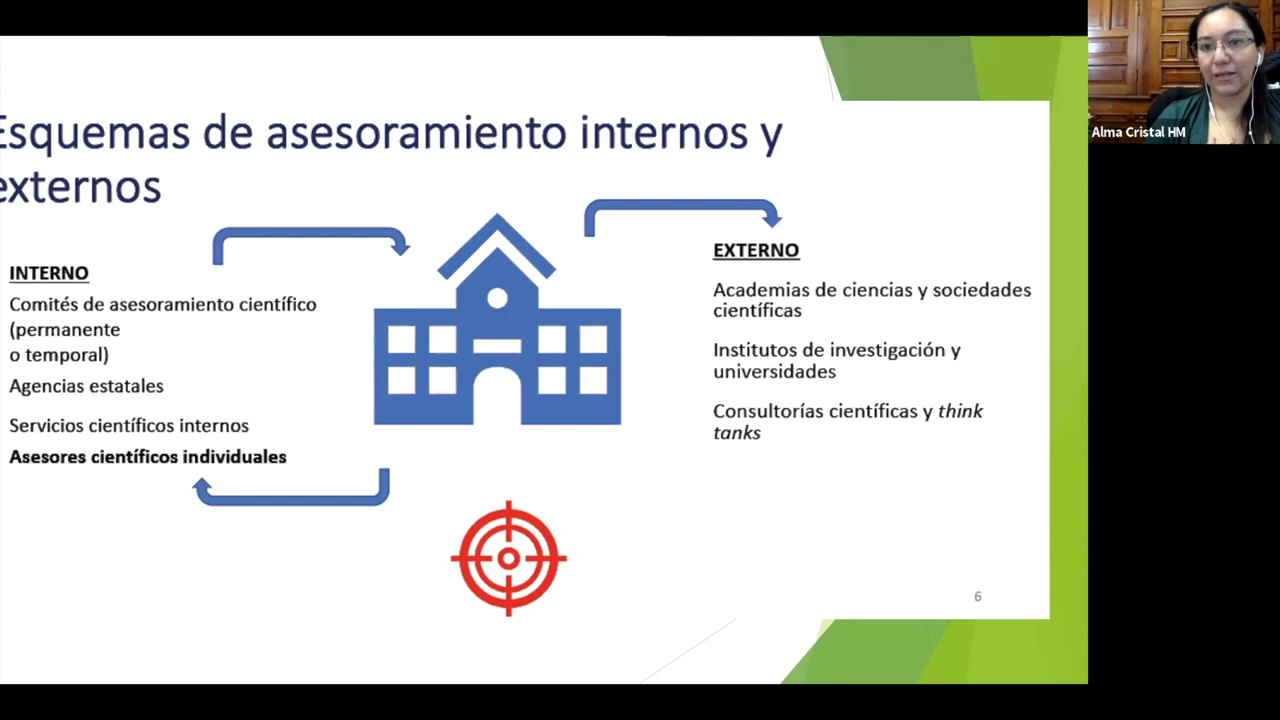 Esquemas de asesoramiento internos y
externos
INTERNO
Comités de asesoramiento científico
(permanente
o temporal)
Agencias estatales
Servicios científicos internos
Asesores científicos individuales
EXTERNO
Academias de ciencias y sociedades
científicas
Institutos de investigación y
universidades
Consultorías científicas y think
tanks
6
Alma Cristal HM